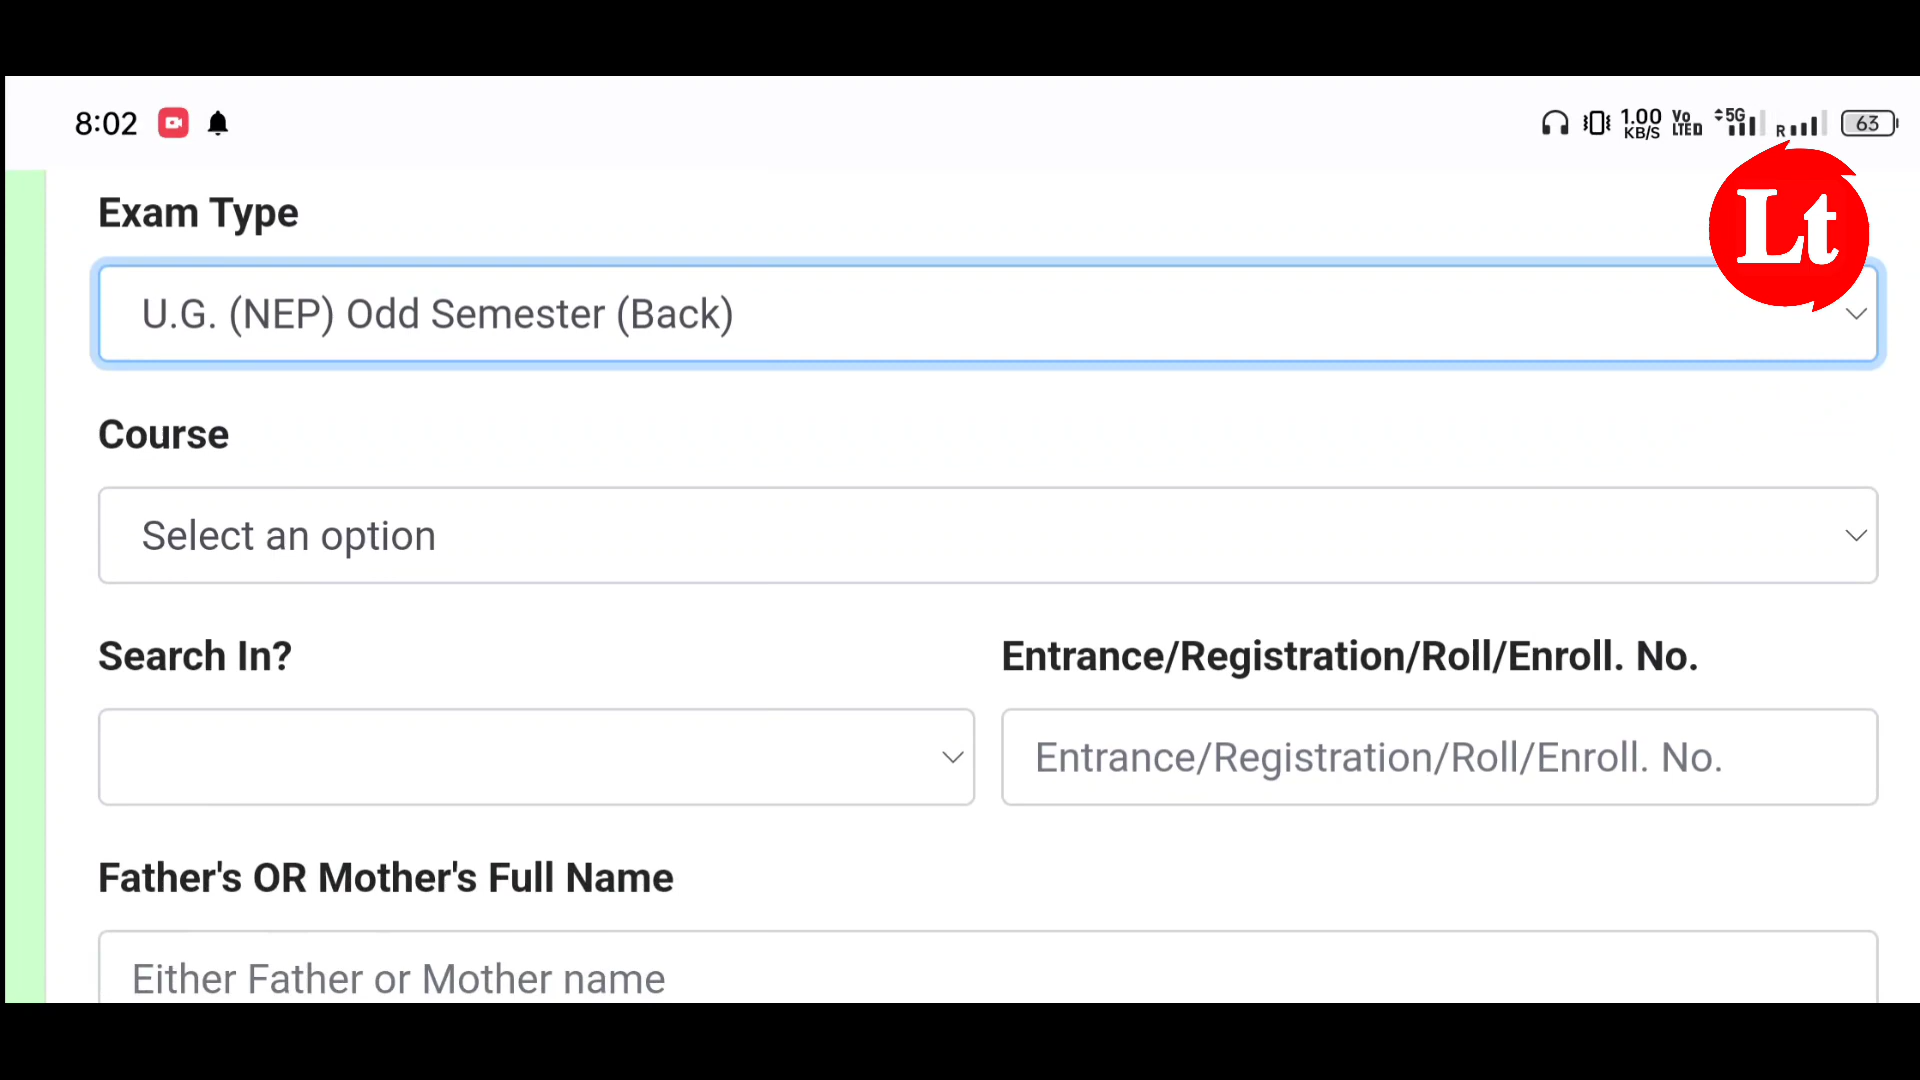 8:02
1.00 KB/S
Vo LTE D
5G
R
63
Lt
Exam Type
U.G. (NEP) Odd Semester (Back)
Course
Select an option
Search In?
Entrance/Registration/Roll/Enroll. No.
Entrance/Registration/Roll/Enroll. No.
Father's OR Mother's Full Name
Either Father or Mother name